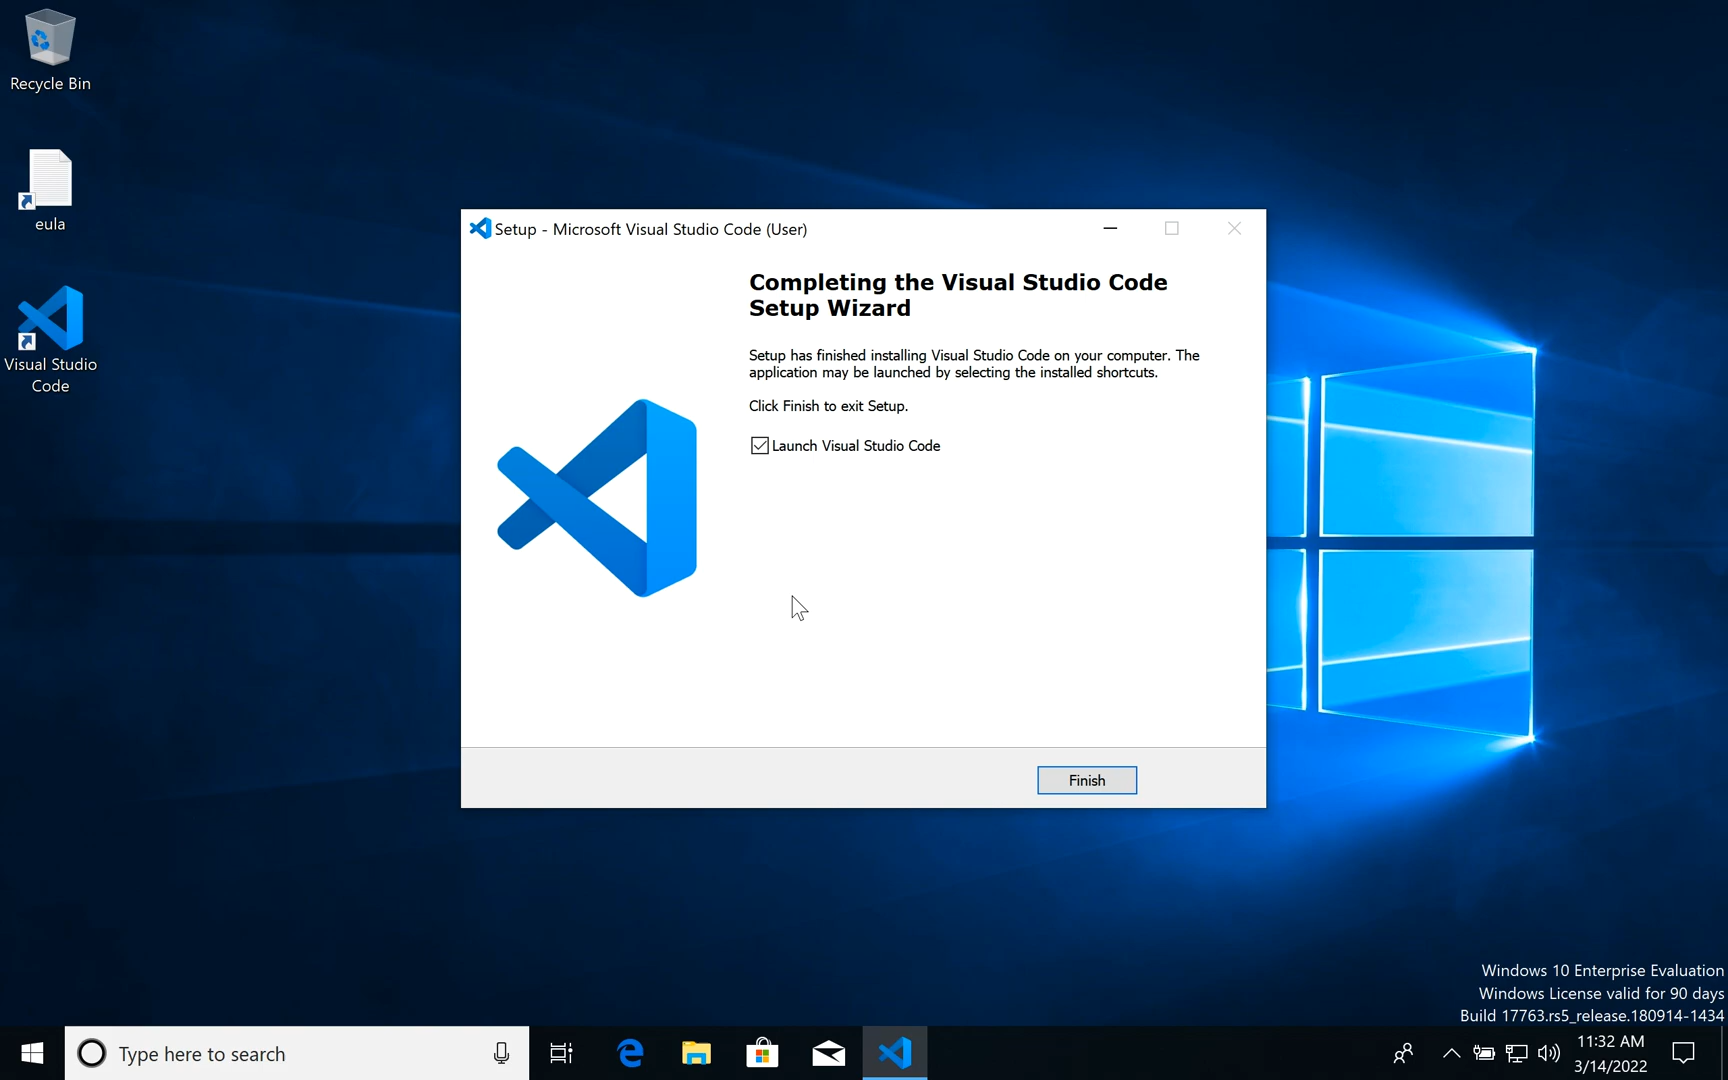 Recycle Bin
eula
Visual Studio
Code
Setup - Microsoft Visual Studio Code (User)
Completing the Visual Studio Code
Setup Wizard
Setup has finished installing Visual Studio Code on your computer. The
application may be launched by selecting the installed shortcuts.
Click Finish to exit Setup.
Launch Visual Studio Code
Finish
Windows 10 Enterprise Evaluation
Windows License valid for 90 days
Build 17763.rs5_release.180914-1434
Type here to search
11:32 AM
3/14/2022